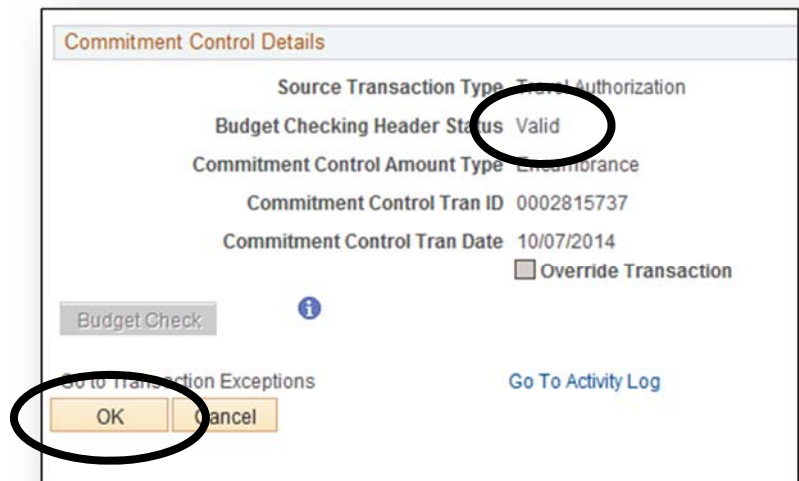 Commitment Control Details
Source Transaction Type Travel Authorization
Budget Checking Header Status Valid
Commitment Control Amount Type Encumbrance
Commitment Control Tran ID 0002815737
Commitment Control Tran Date 10/07/2014
Override Transaction
Budget Check
Go to Transaction Exceptions Go To Activity Log
OK Cancel